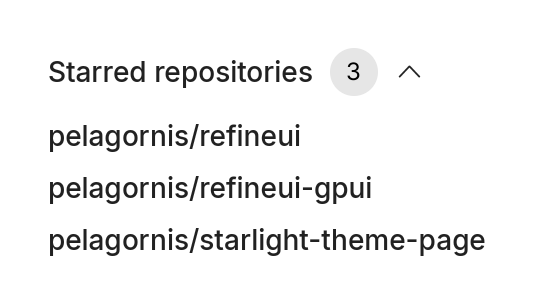 Starred repositories 3
pelagornis/refineui
pelagornis/refineui-gpui
pelagornis/starlight-theme-page